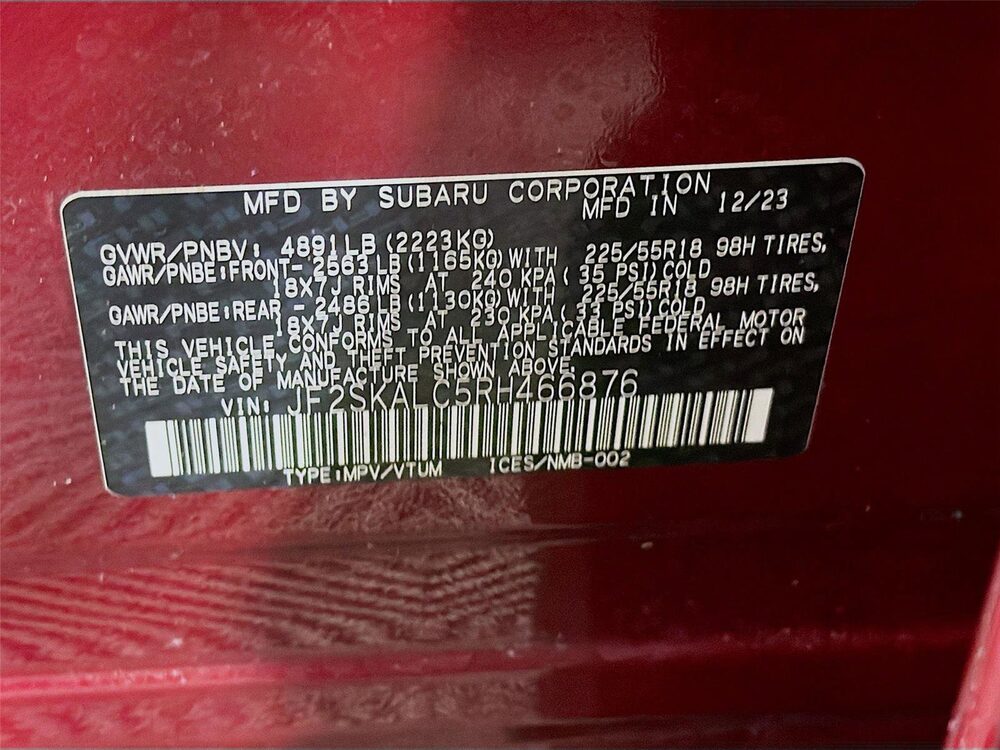 MFD BY SUBARU CORPORATION
MFD IN 12/23
GVWR/PNBV: 4891LB(2223KG)
GAWR/PNBE:FRONT- 2563LB(1165KG)WITH 225/55R18 98H TIRES,
18X7J RIMS AT 240 KPA( 35 PSI)COLD
GAWR/PNBE:REAR - 2486LB(1130KG)WITH 225/55R18 98H TIRES,
18X7J RIMS AT 230 KPA( 33 PSI)COLD
THIS VEHICLE CONFORMS TO ALL APPLICABLE FEDERAL MOTOR
VEHICLE SAFETY AND THEFT PREVENTION STANDARDS IN EFFECT ON
THE DATE OF MANUFACTURE SHOWN ABOVE.
VIN: JF2SKALC5RH466876
TYPE:MPV/VTUM ICES/NMB-002